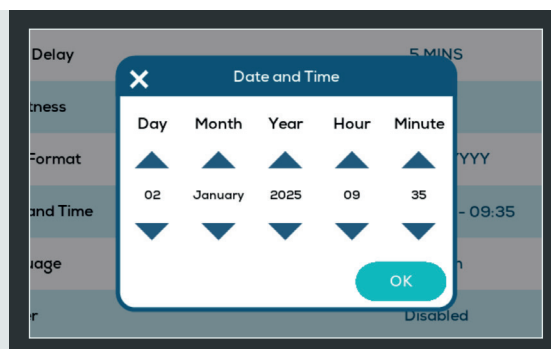 Delay 5 MINS
Date and Time
tness
Day Month Year Hour Minute
Format YYYY
02 January 2025 09 35
and Time - 09:35
uage
OK
Disabled